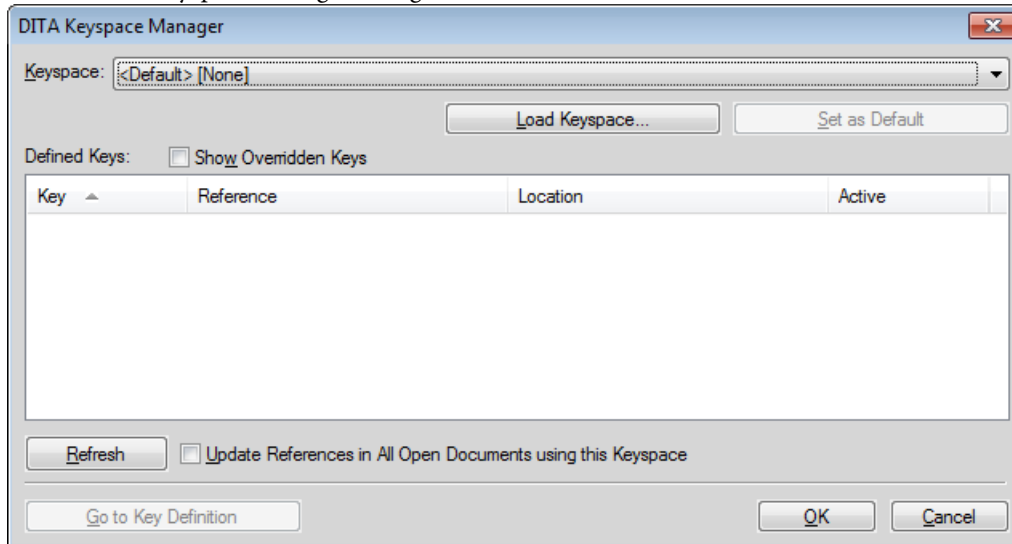 DITA Keyspace Manager
Keyspace: <Default> [None]
Load Keyspace... Set as Default
Defined Keys: Show Overridden Keys
Key Reference Location Active
Refresh Update References in All Open Documents using this Keyspace
Go to Key Definition OK Cancel